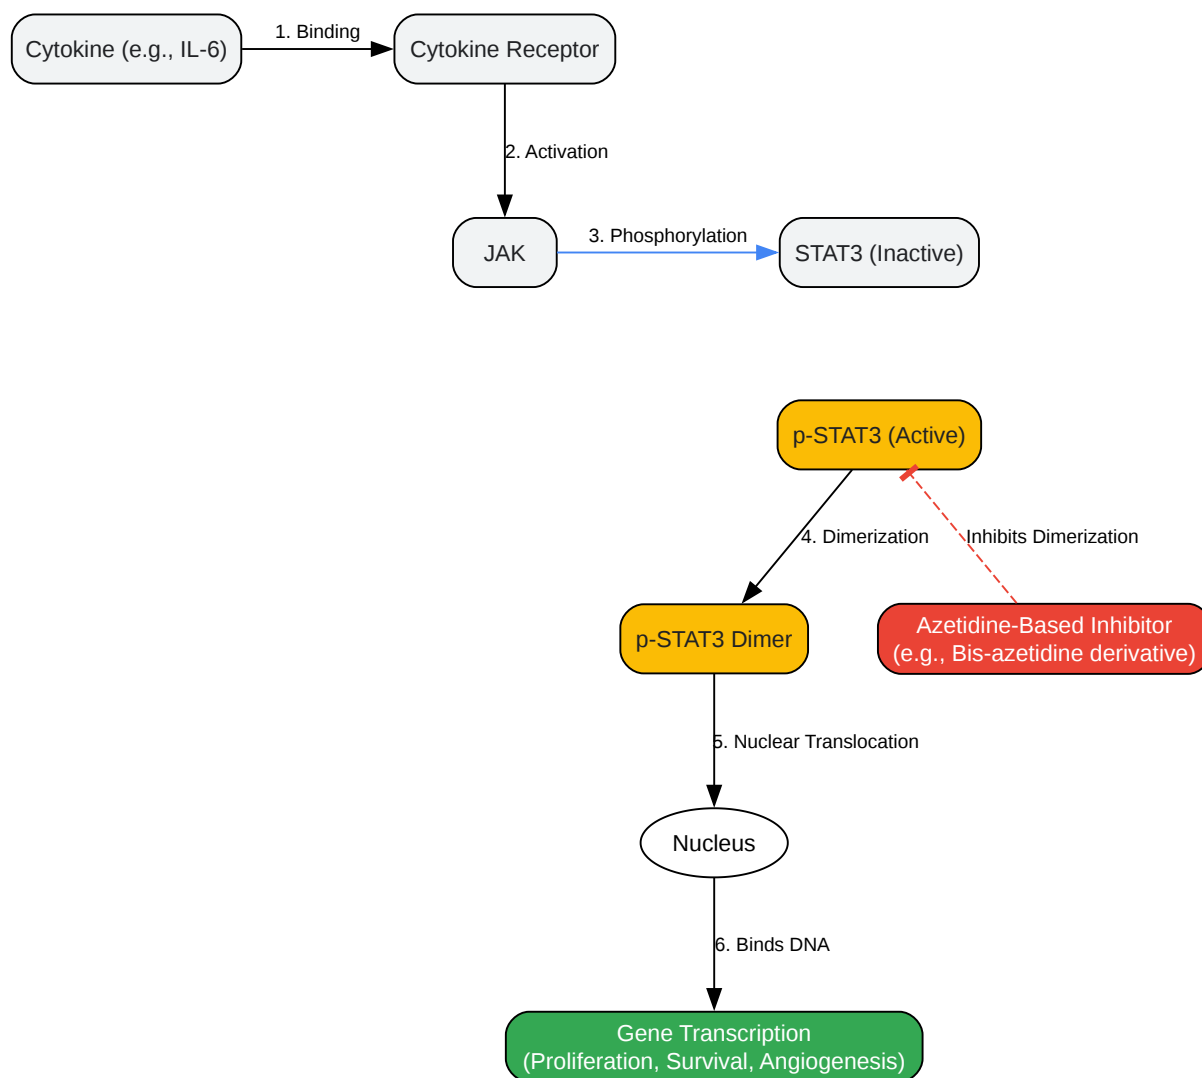 Cytokine (e.g., IL-6)
1. Binding
Cytokine Receptor
2. Activation
JAK
3. Phosphorylation
STAT3 (Inactive)
p-STAT3 (Active)
4. Dimerization
Inhibits Dimerization
p-STAT3 Dimer
Azetidine-Based Inhibitor
(e.g., Bis-azetidine derivative)
5. Nuclear Translocation
Nucleus
6. Binds DNA
Gene Transcription
(Proliferation, Survival, Angiogenesis)